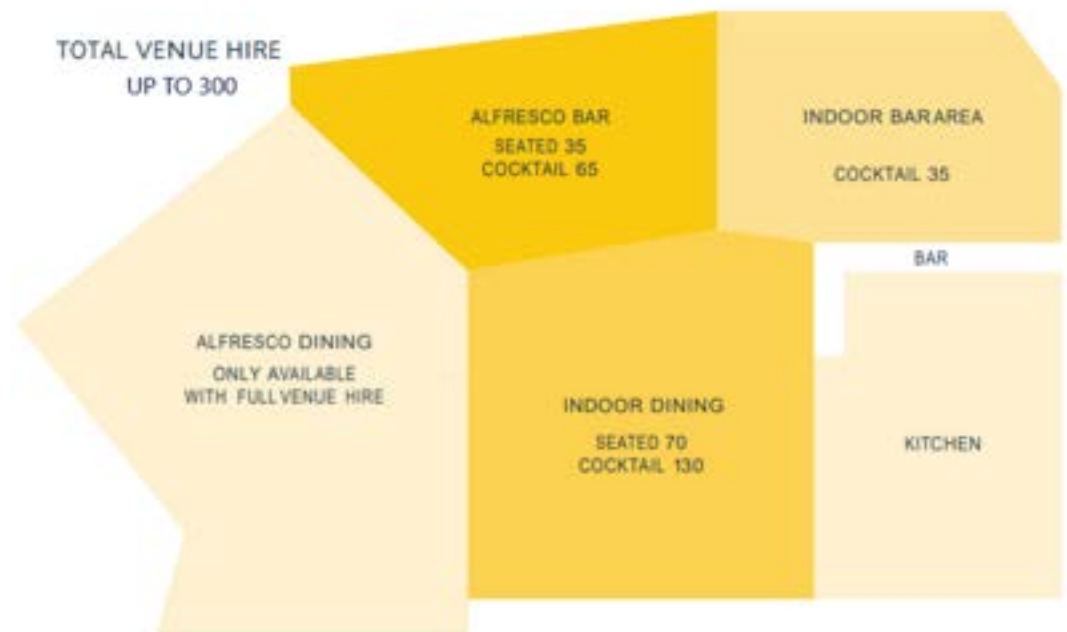 TOTAL VENUE HIRE
UP TO 300
ALFRESCO BAR
SEATED 35
COCKTAIL 65
INDOOR BAR AREA
COCKTAIL 35
BAR
ALFRESCO DINING
ONLY AVAILABLE
WITH FULL VENUE HIRE
INDOOR DINING
SEATED 70
COCKTAIL 130
KITCHEN